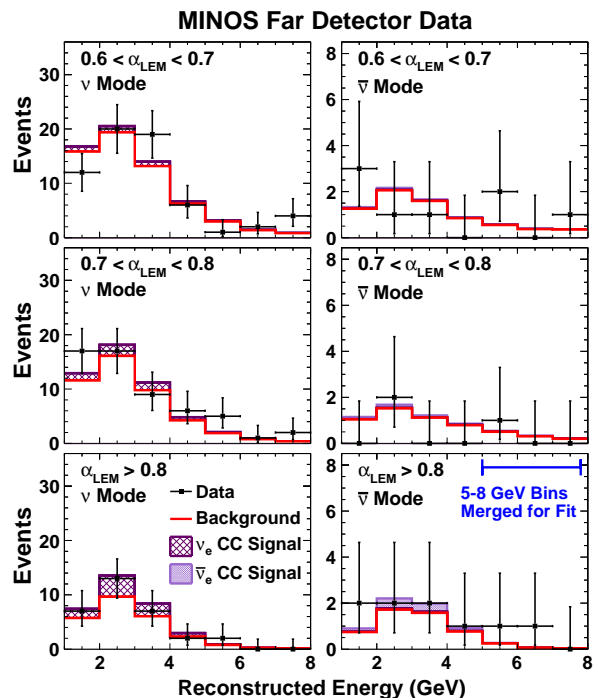 MINOS Far Detector Data
0.6 < α_LEM < 0.7
ν Mode
Events
30
20
10
0
0.6 < α_LEM < 0.7
ν̅ Mode
8
6
4
2
0
0.7 < α_LEM < 0.8
ν Mode
Events
30
20
10
0
0.7 < α_LEM < 0.8
ν̅ Mode
8
6
4
2
0
α_LEM > 0.8
ν Mode
Data
Background
ν_e CC Signal
ν̅_e CC Signal
Events
30
20
10
0
2 4 6 8
α_LEM > 0.8
ν̅ Mode
5-8 GeV Bins
Merged for Fit
8
6
4
2
0
2 4 6 8
Reconstructed Energy (GeV)